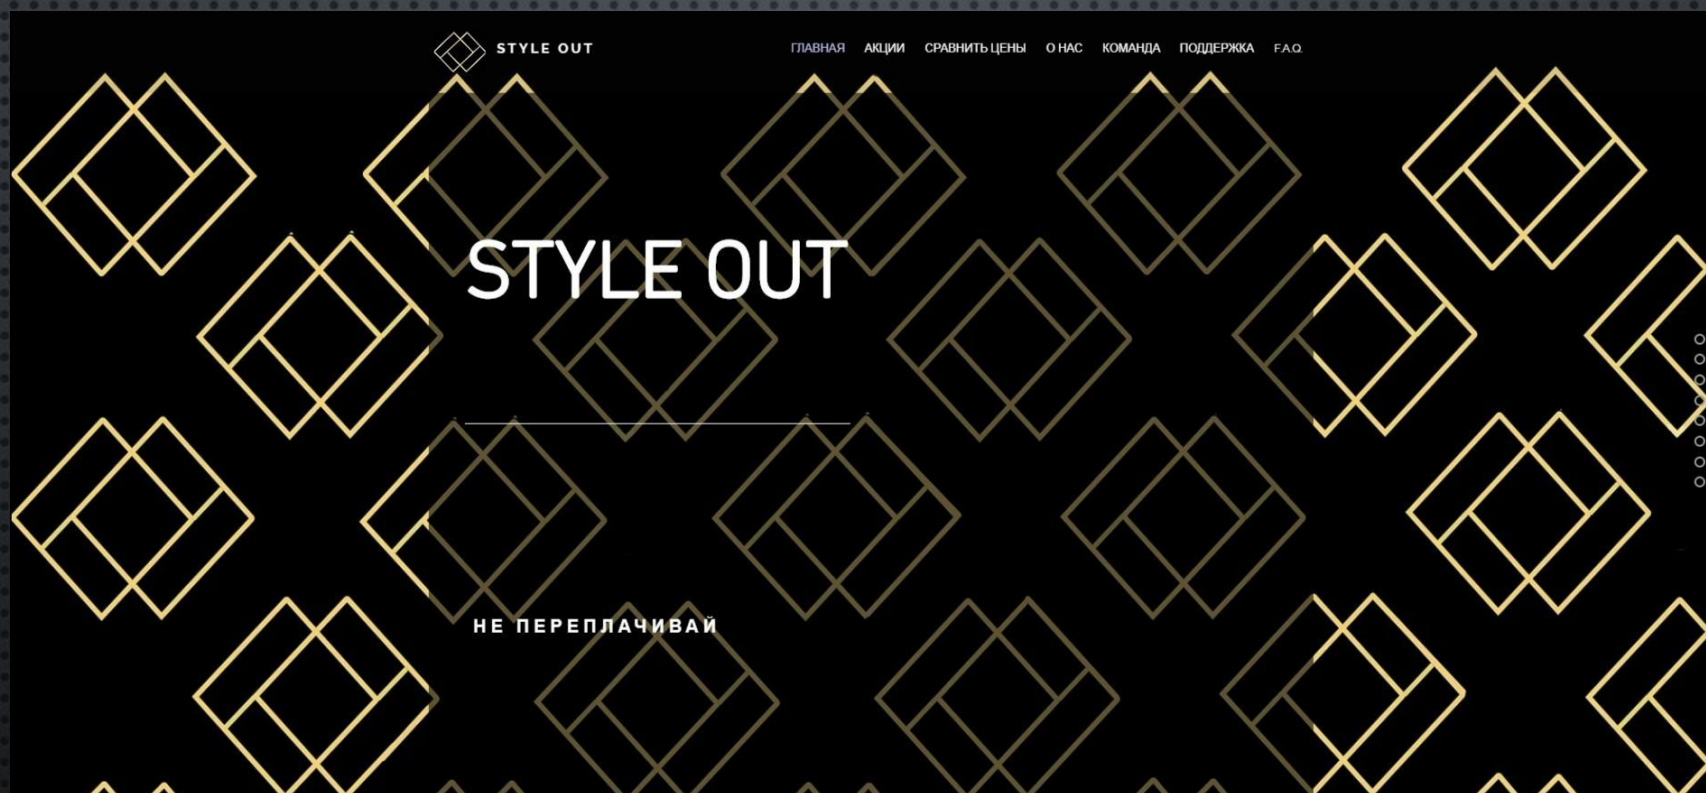 STYLE OUT
ГЛАВНАЯ АКЦИИ СРАВНИТЬ ЦЕНЫ О НАС КОМАНДА ПОДДЕРЖКА F.A.Q.
STYLE OUT
НЕ ПЕРЕПЛАЧИВАЙ